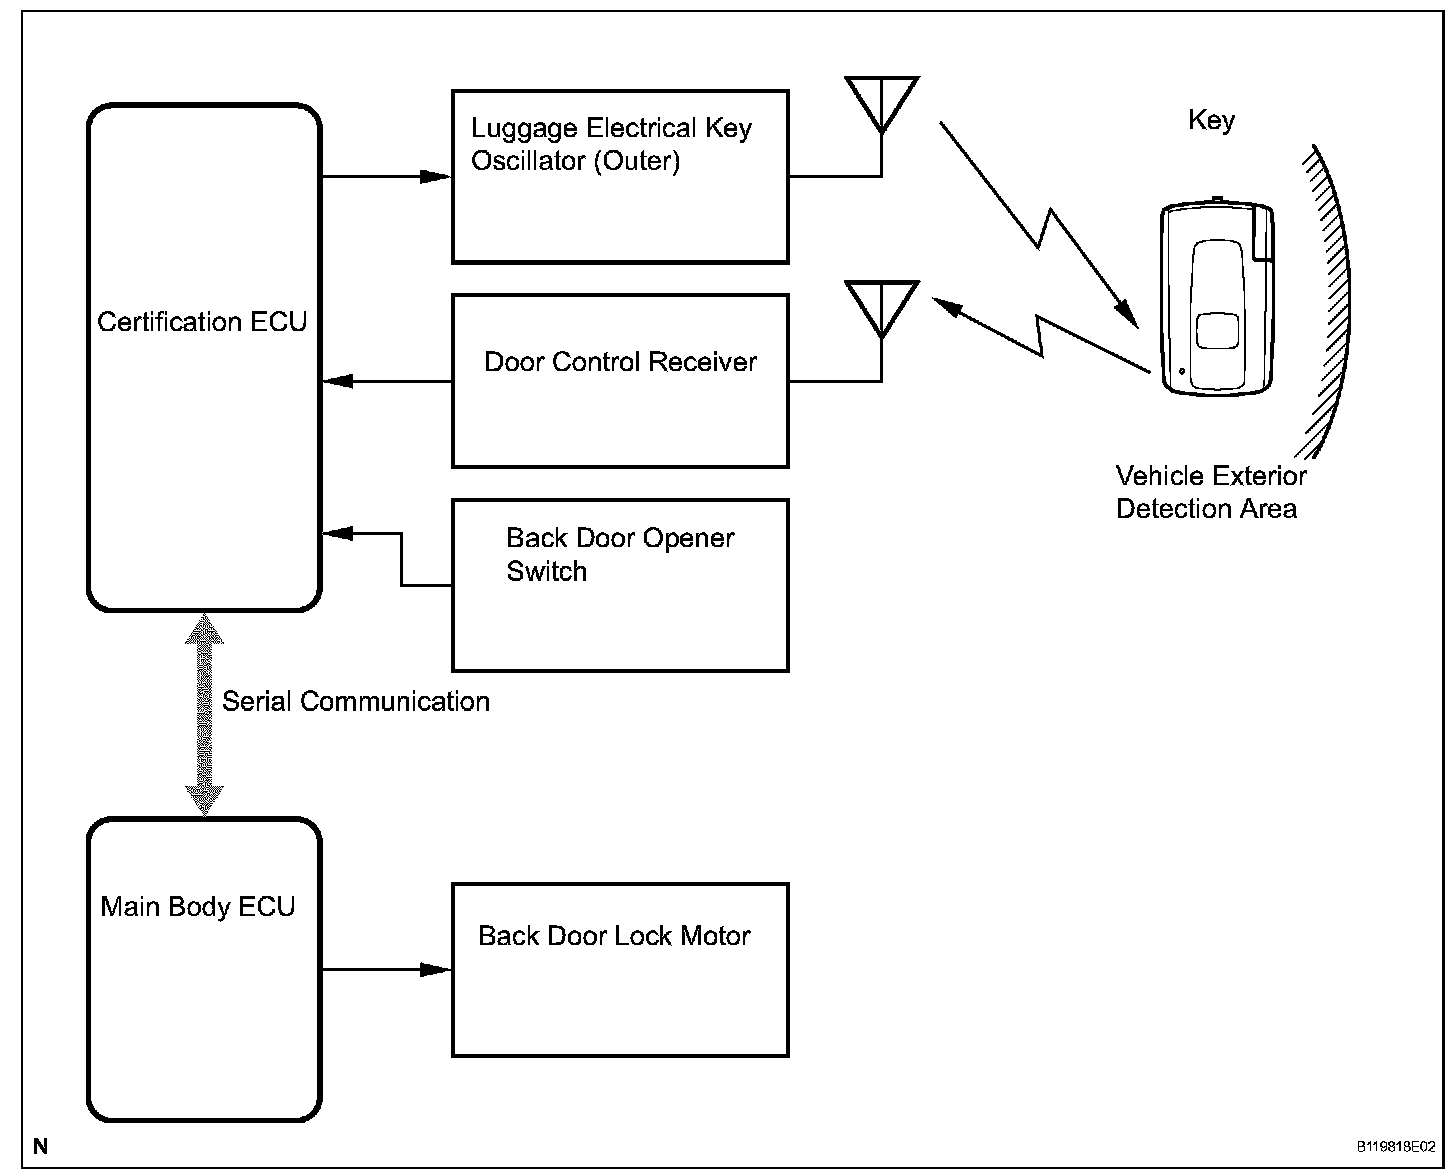 Luggage Electrical Key
Oscillator (Outer)
Key
Certification ECU
Door Control Receiver
Vehicle Exterior
Detection Area
Back Door Opener
Switch
Serial Communication
Main Body ECU
Back Door Lock Motor
N
B119818E02